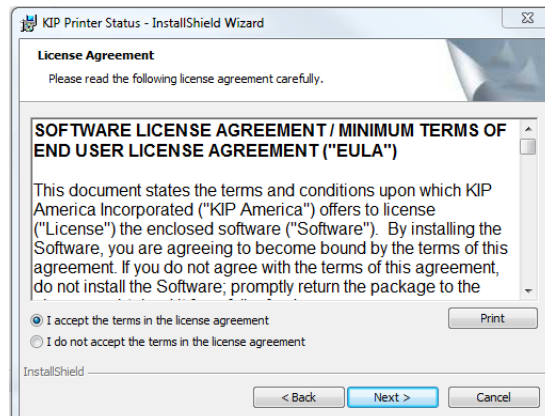 KIP Printer Status - InstallShield Wizard
License Agreement
Please read the following license agreement carefully.
SOFTWARE LICENSE AGREEMENT / MINIMUM TERMS OF
END USER LICENSE AGREEMENT ("EULA")
This document states the terms and conditions upon which KIP
America Incorporated ("KIP America") offers to license
("License") the enclosed software ("Software").  By installing the
Software, you are agreeing to become bound by the terms of this
agreement. If you do not agree with the terms of this agreement,
do not install the Software; promptly return the package to the
I accept the terms in the license agreement
Print
I do not accept the terms in the license agreement
InstallShield
< Back
Next >
Cancel